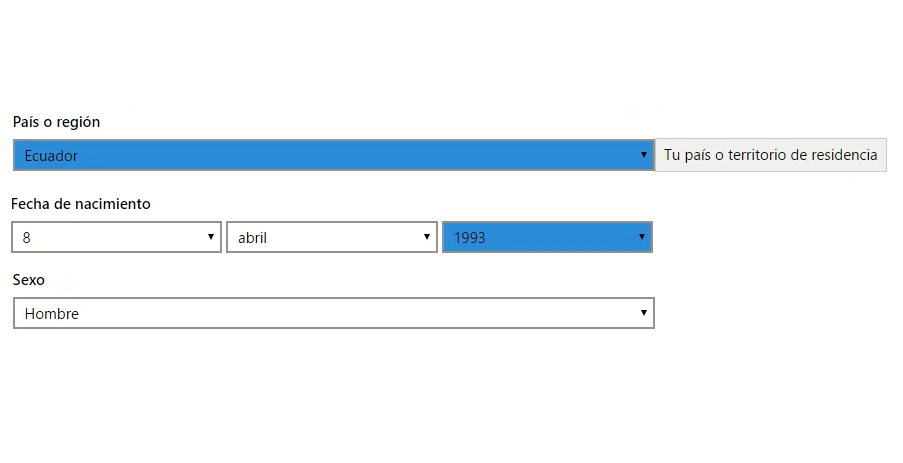 País o región
Ecuador
Tu país o territorio de residencia
Fecha de nacimiento
8 abril 1993
Sexo
Hombre